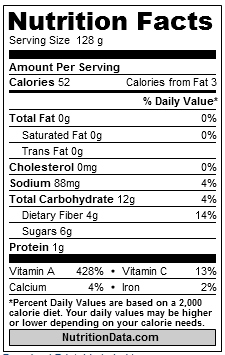 Nutrition Facts
Serving Size 128 g
Amount Per Serving
Calories 52 Calories from Fat 3
% Daily Value*
Total Fat 0g 0%
Saturated Fat 0g 0%
Trans Fat 0g
Cholesterol 0mg 0%
Sodium 88mg 4%
Total Carbohydrate 12g 4%
Dietary Fiber 4g 14%
Sugars 6g
Protein 1g
Vitamin A 428% • Vitamin C 13%
Calcium 4% • Iron 2%
*Percent Daily Values are based on a 2,000
calorie diet. Your daily values may be higher
or lower depending on your calorie needs.
NutritionData.com